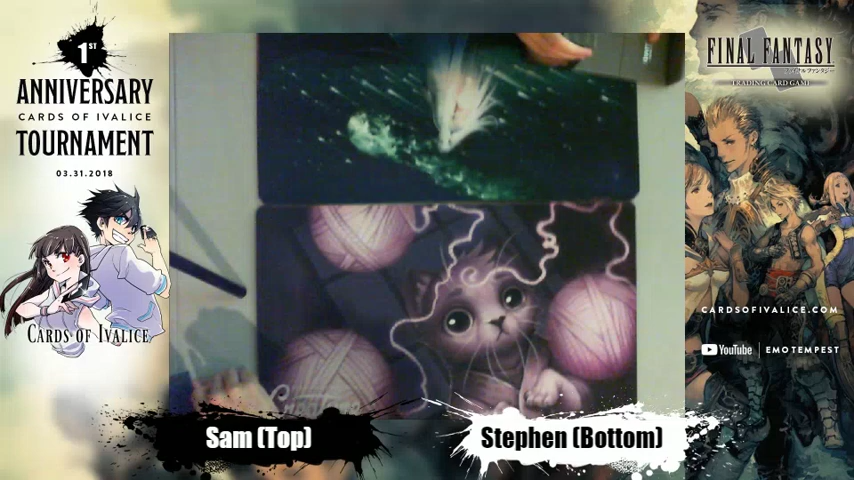 1ST
ANNIVERSARY
CARDS OF IVALICE
TOURNAMENT
03.31.2018
CARDS OF IVALICE
FINAL FANTASY
TRADING CARD GAME
CARDSOFIVALICE.COM
YouTube | EMOTEMPEST
Sam (Top)
Stephen (Bottom)